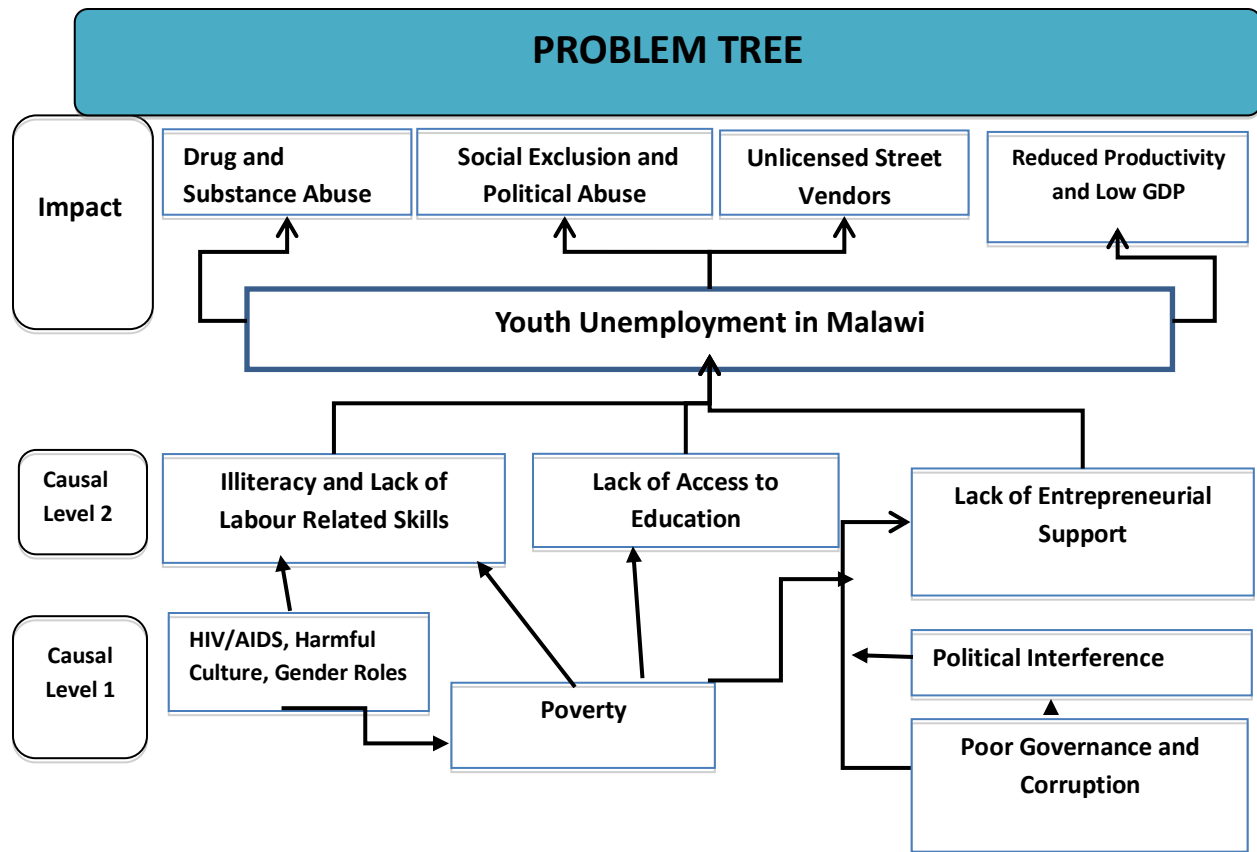 PROBLEM TREE
Impact
Drug and
Substance Abuse
Social Exclusion and
Political Abuse
Unlicensed Street
Vendors
Reduced Productivity
and Low GDP
Youth Unemployment in Malawi
Causal
Level 2
Illiteracy and Lack of
Labour Related Skills
Lack of Access to
Education
Lack of Entrepreneurial
Support
Causal
Level 1
HIV/AIDS, Harmful
Culture, Gender Roles
Poverty
Political Interference
Poor Governance and
Corruption